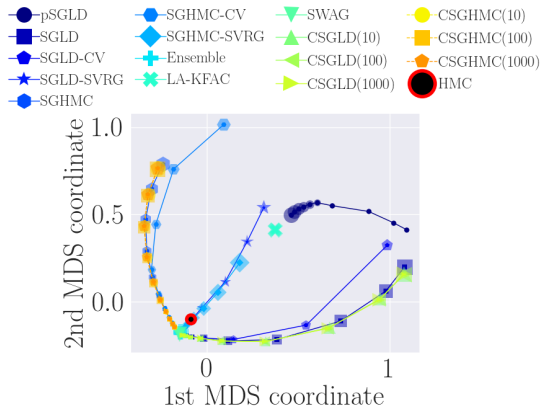 pSGLD SGHMC-CV SWAG CSGHMC(10)
SGLD SGHMC-SVRG CSGLD(10) CSGHMC(100)
SGLD-CV Ensemble CSGLD(100) CSGHMC(1000)
SGLD-SVRG LA-KFAC CSGLD(1000) HMC
SGHMC
1.0
0.5
0.0
2nd MDS coordinate
0 1
1st MDS coordinate